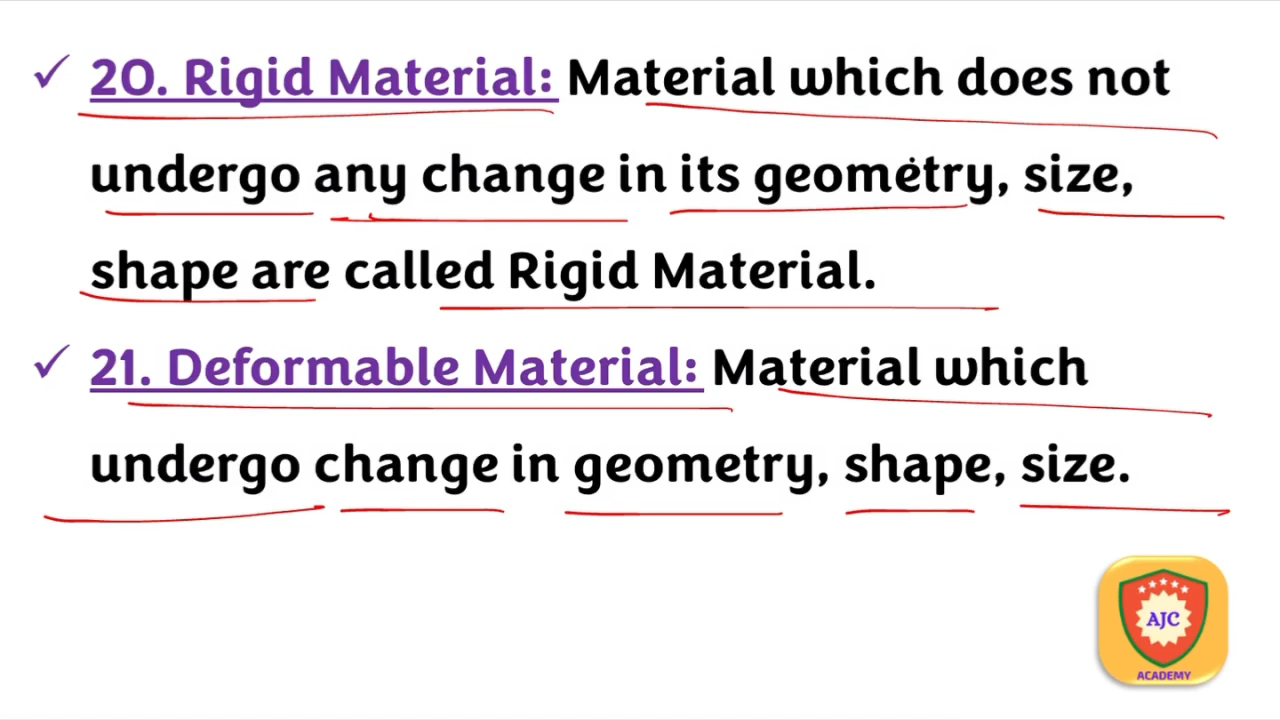 ✓ 20. Rigid Material: Material which does not
undergo any change in its geometry, size,
shape are called Rigid Material.
✓ 21. Deformable Material: Material which
undergo change in geometry, shape, size.
AJC
ACADEMY